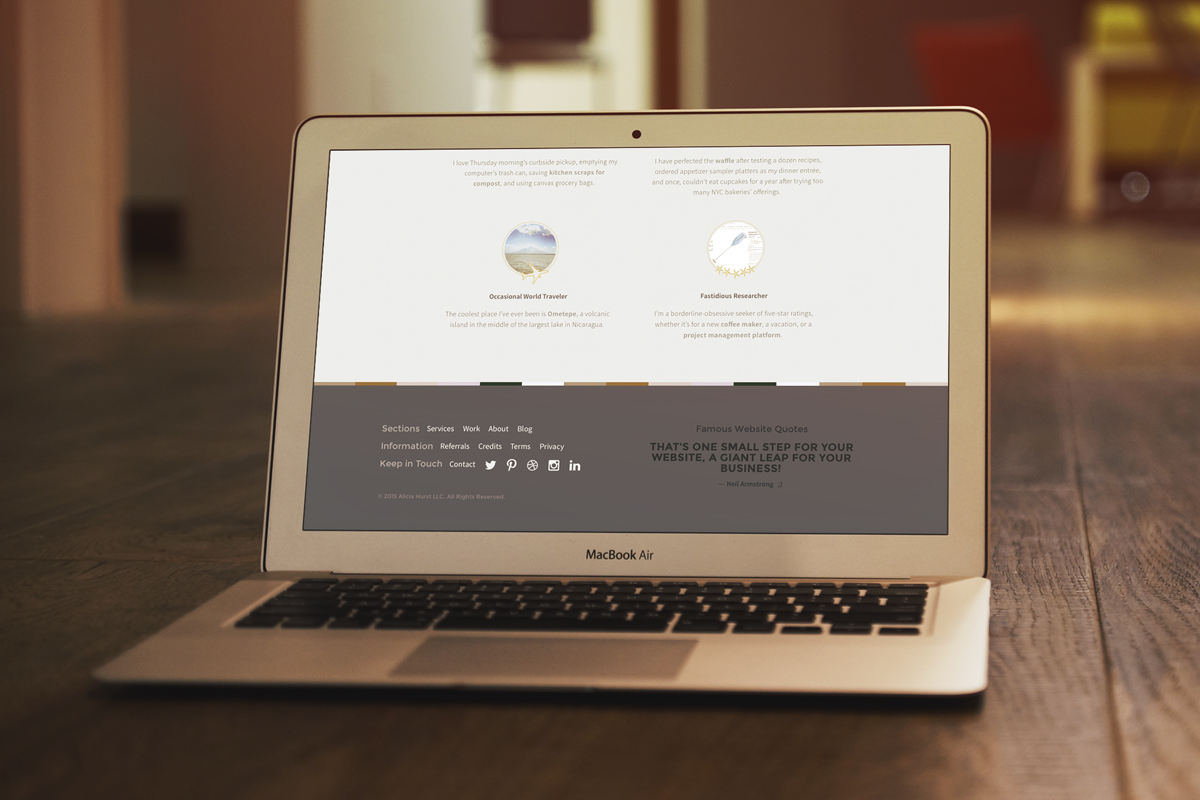 I love Thursday morning's curbside pickup, emptying my
computer's trash can, saving kitchen scraps for
compost, and using canvas grocery bags.
I have perfected the waffle after testing a dozen recipes,
ordered appetizer sampler platters as my dinner entrée,
and once, couldn't eat cupcakes for a year after trying too
many NYC bakeries' offerings.
Occasional World Traveler
The coolest place I've ever been is Ometepe, a volcanic
island in the middle of the largest lake in Nicaragua.
Fastidious Researcher
I'm a borderline-obsessive seeker of five-star ratings,
whether it's for a new coffee maker, a vacation, or a
project management platform.
Sections Services Work About Blog
Information Referrals Credits Terms Privacy
Keep in Touch Contact
© 2015 Alicia Hurst LLC. All Rights Reserved.
Famous Website Quotes
THAT'S ONE SMALL STEP FOR YOUR
WEBSITE, A GIANT LEAP FOR YOUR
BUSINESS!
— Neil Armstrong ;)
MacBook Air